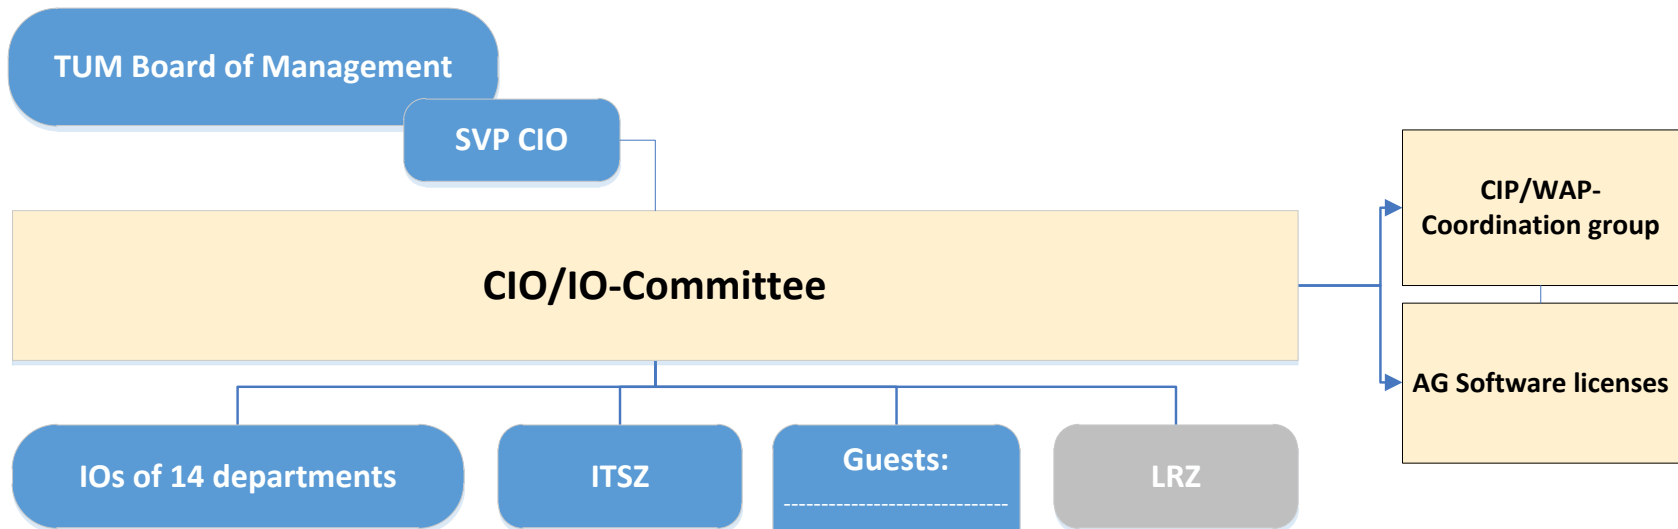 TUM Board of Management
SVP CIO
CIP/WAP-
Coordination group
CIO/IO-Committee
AG Software licenses
IOs of 14 departments
ITSZ
Guests:
LRZ